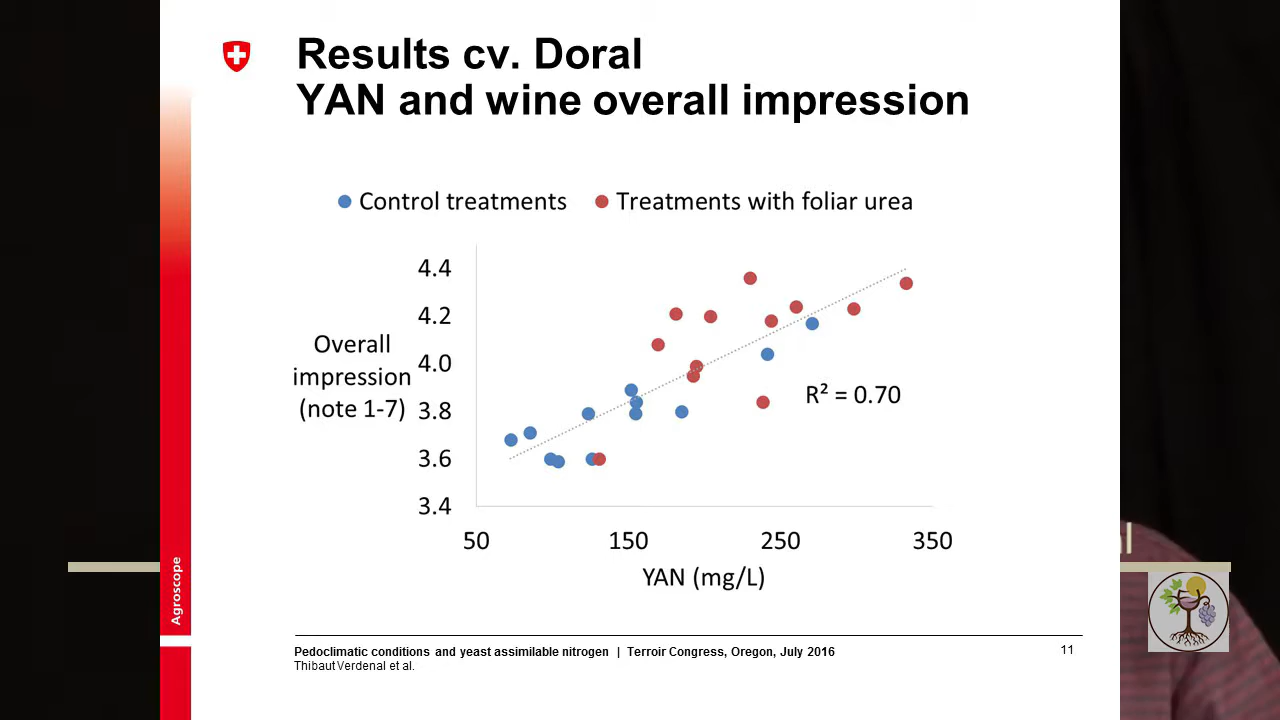 Results cv. Doral
YAN and wine overall impression
Control treatments
Treatments with foliar urea
4.4
4.2
4.0
3.8
3.6
3.4
Overall
impression
(note 1-7)
R² = 0.70
50
150
250
350
YAN (mg/L)
Agroscope
Pedoclimatic conditions and yeast assimilable nitrogen | Terroir Congress, Oregon, July 2016
Thibaut Verdenal et al.
11